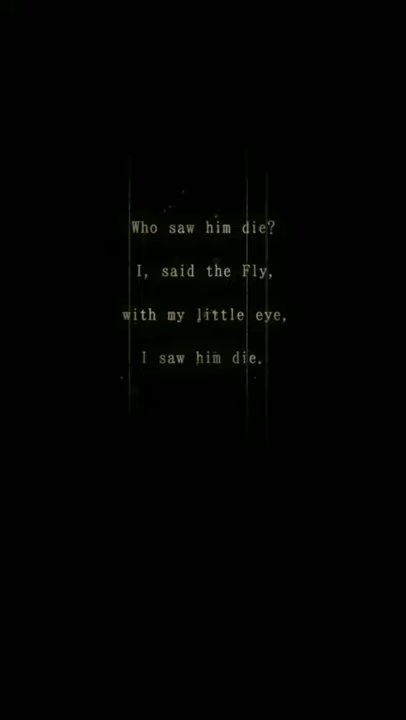 Who saw him die?
I, said the Fly,
with my little eye,
I saw him die.